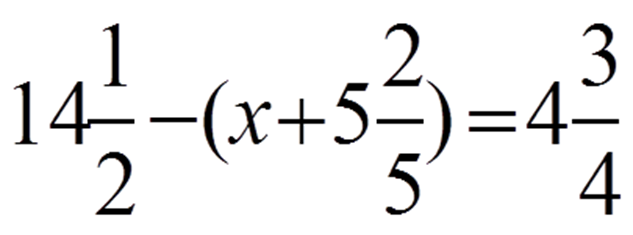 14 1/2 − (x + 5 2/5) = 4 3/4